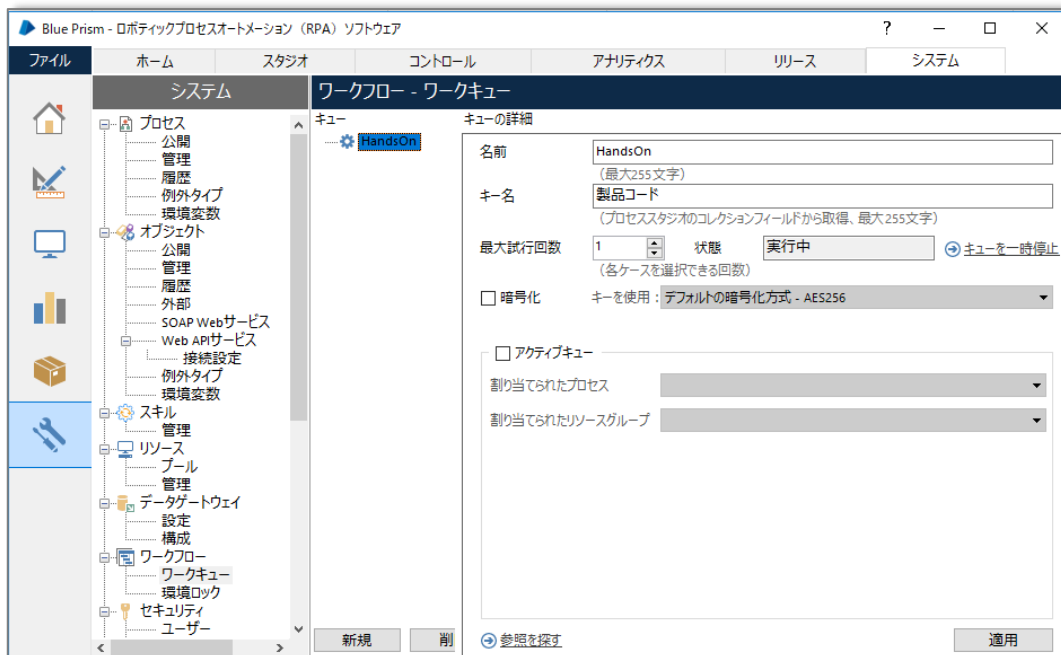 Blue Prism - ロボティックプロセスオートメーション（RPA）ソフトウェア
?
ファイル ホーム スタジオ コントロール アナリティクス リリース システム
システム
ワークフロー - ワークキュー
プロセス
公開
管理
履歴
例外タイプ
環境変数
オブジェクト
公開
管理
履歴
外部
SOAP Webサービス
Web APIサービス
接続設定
例外タイプ
環境変数
スキル
管理
リソース
プール
管理
データゲートウェイ
設定
構成
ワークフロー
ワークキュー
環境ロック
セキュリティ
ユーザー
キュー
HandsOn
新規 削
キューの詳細
名前 HandsOn
(最大255文字)
キー名 製品コード
(プロセススタジオのコレクションフィールドから取得、最大255文字)
最大試行回数 1 状態 実行中 キューを一時停止
(各ケースを選択できる回数)
暗号化 キーを使用： デフォルトの暗号化方式 - AES256
アクティブキュー
割り当てられたプロセス
割り当てられたリソースグループ
参照を探す 適用